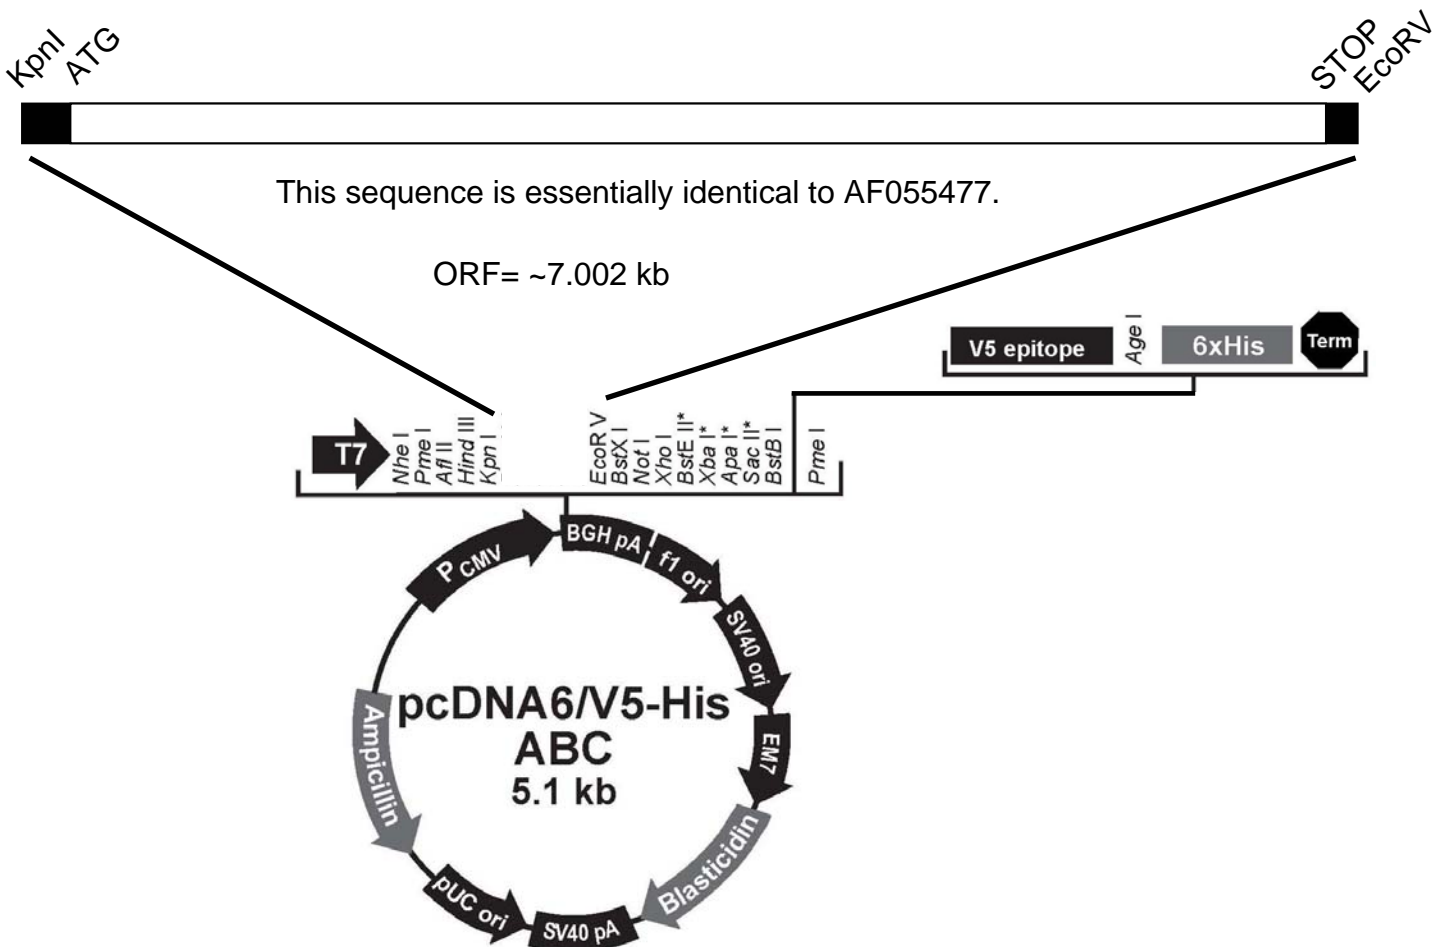 KpnI
ATG
STOP
EcoRV
This sequence is essentially identical to AF055477.
ORF= ~7.002 kb
V5 epitope
Age I
6xHis
Term
T7
Nhe I
Pme I
Afl II
Hind III
Kpn I
EcoR V
BstX I
Not I
Xho I
BstE II*
Xba I*
Apa I*
Sac II*
BstB I
Pme I
PCMV
BGH pA
f1 ori
SV40 ori
EM7
Blasticidin
SV40 pA
pUC ori
Ampicillin
pcDNA6/V5-His
ABC
5.1 kb